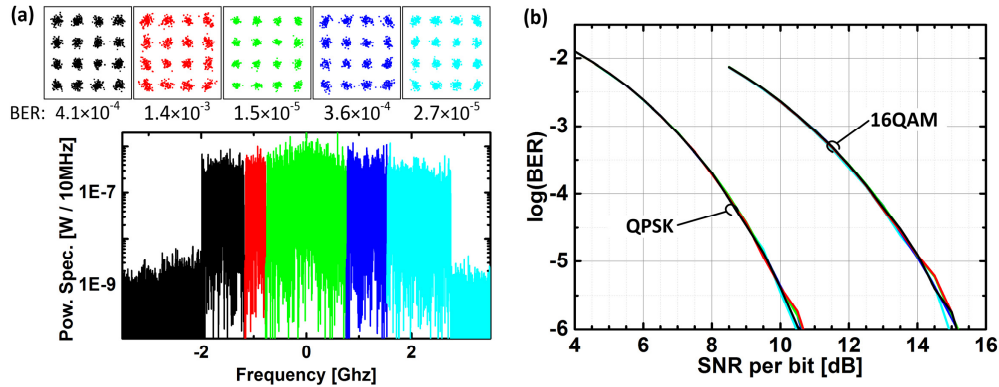 (a)
BER: 4.1×10⁻⁴ 1.4×10⁻³ 1.5×10⁻⁵ 3.6×10⁻⁴ 2.7×10⁻⁵
Pow. Spec. [W / 10MHz]
1E-7
1E-9
-2 0 2
Frequency [Ghz]
(b)
log(BER)
-2
-3
-4
-5
-6
16QAM
QPSK
4 6 8 10 12 14 16
SNR per bit [dB]